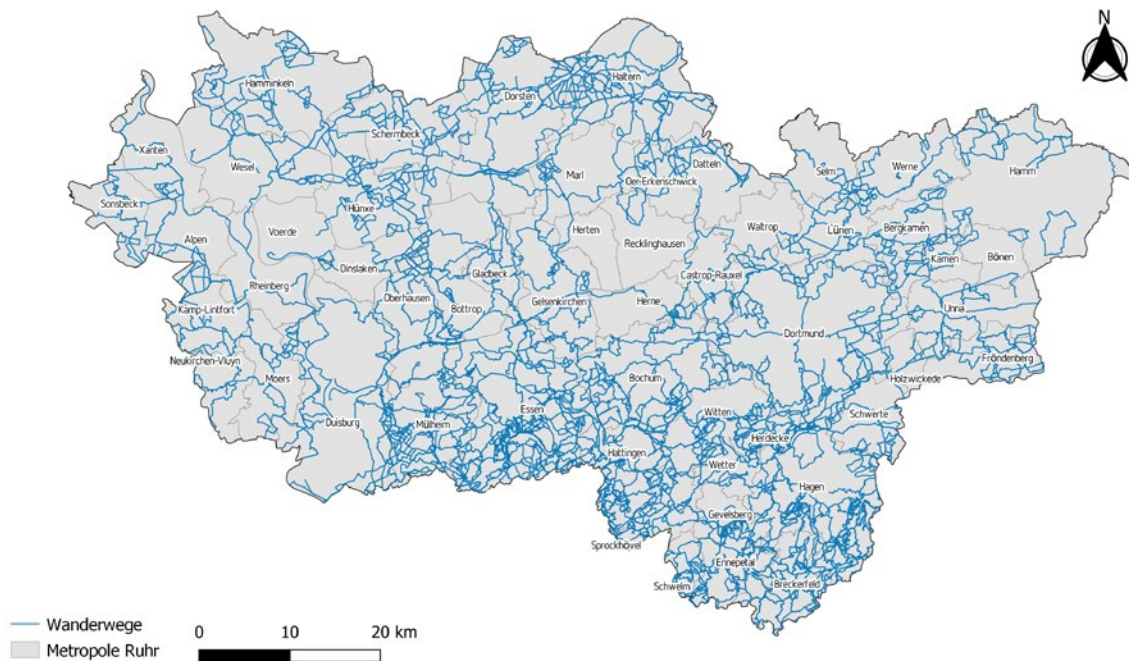 N
Hamminkeln
Haltern
Dorsten
Schermbeck
Xanten
Wesel
Marl
Datteln
Oer-Erkenschwick
Selm
Werne
Hamm
Sonsbeck
Hünxe
Alpen
Voerde
Herten
Recklinghausen
Waltrop
Lünen
Bergkamen
Kamen
Bönen
Dinslaken
Gladbeck
Castrop-Rauxel
Rheinberg
Oberhausen
Bottrop
Gelsenkirchen
Herne
Kamp-Lintfort
Unna
Dortmund
Neukirchen-Vluyn
Moers
Bochum
Holzwickede
Fröndenberg
Duisburg
Mülheim
Essen
Witten
Schwerte
Herdecke
Hattingen
Wetter
Hagen
Gevelsberg
Sprockhövel
Ennepetal
Schwelm
Breckerfeld
Wanderwege
Metropole Ruhr
0 10 20 km